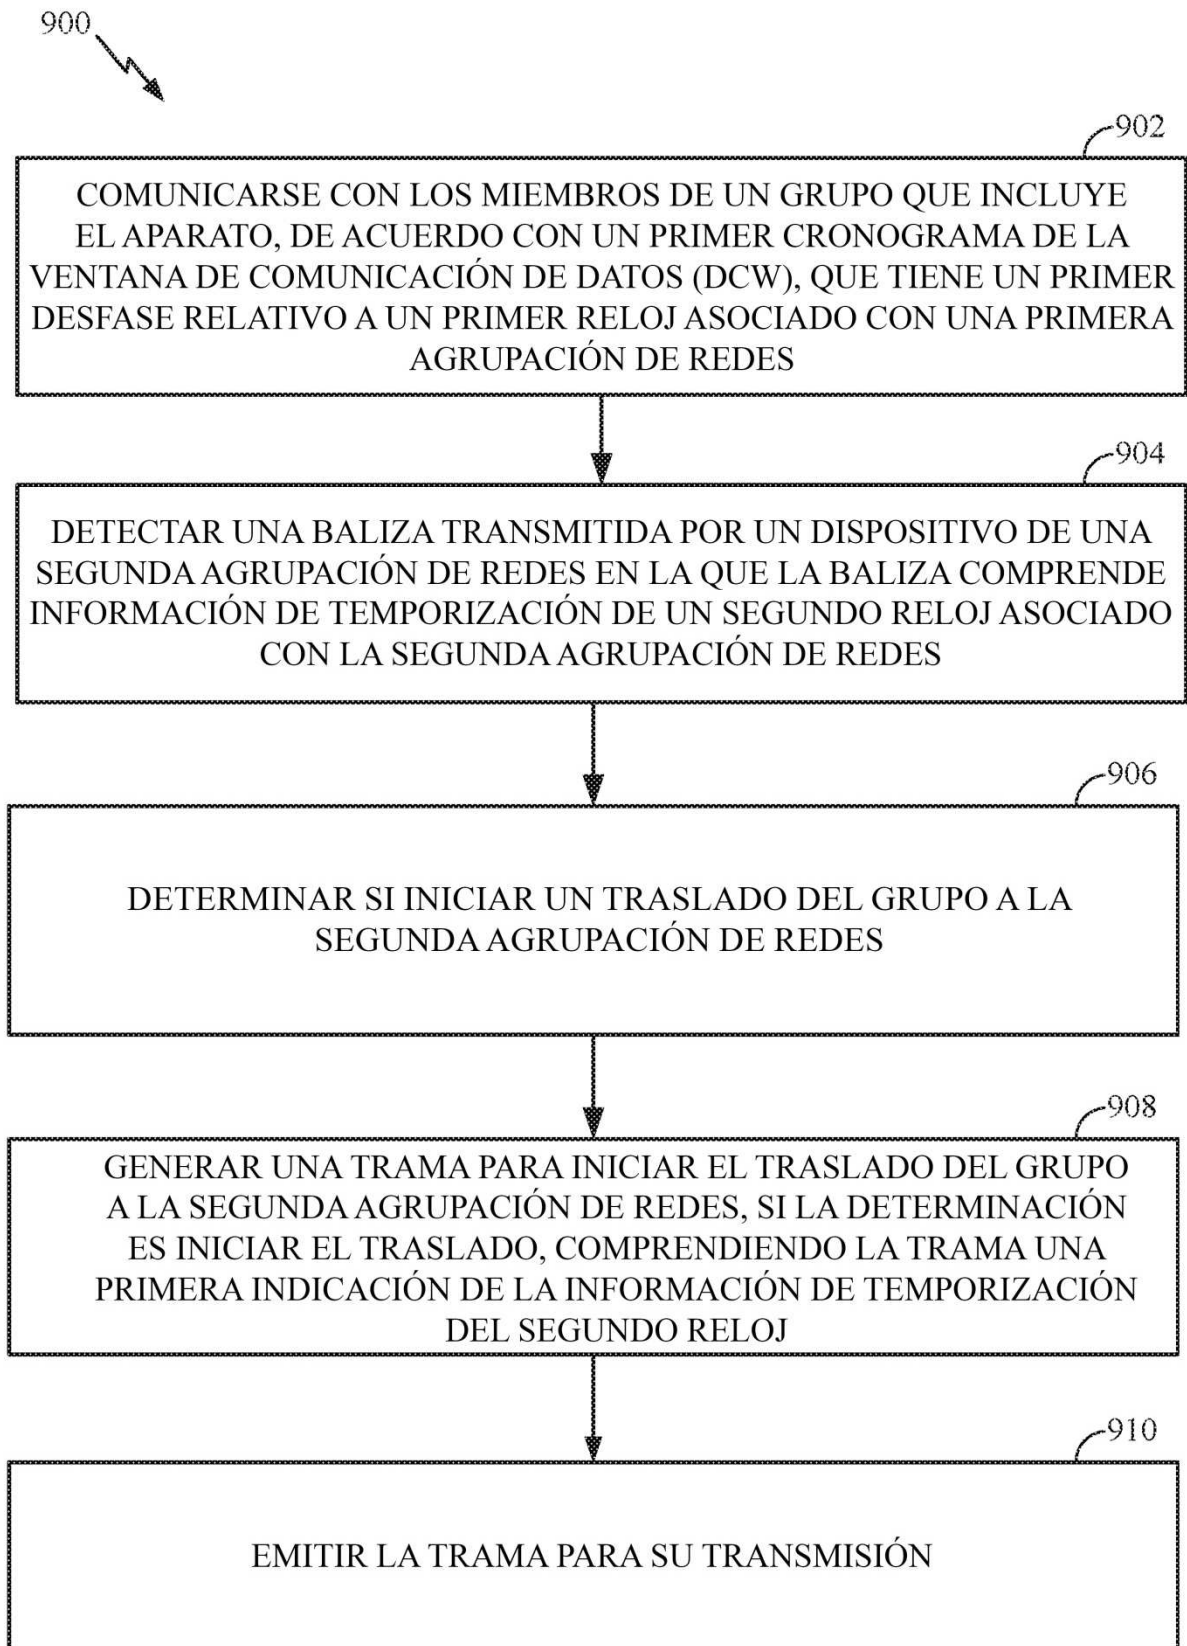 900
902
COMUNICARSE CON LOS MIEMBROS DE UN GRUPO QUE INCLUYE
EL APARATO, DE ACUERDO CON UN PRIMER CRONOGRAMA DE LA
VENTANA DE COMUNICACIÓN DE DATOS (DCW), QUE TIENE UN PRIMER
DESFASE RELATIVO A UN PRIMER RELOJ ASOCIADO CON UNA PRIMERA
AGRUPACIÓN DE REDES
904
DETECTAR UNA BALIZA TRANSMITIDA POR UN DISPOSITIVO DE UNA
SEGUNDA AGRUPACIÓN DE REDES EN LA QUE LA BALIZA COMPRENDE
INFORMACIÓN DE TEMPORIZACIÓN DE UN SEGUNDO RELOJ ASOCIADO
CON LA SEGUNDA AGRUPACIÓN DE REDES
906
DETERMINAR SI INICIAR UN TRASLADO DEL GRUPO A LA
SEGUNDA AGRUPACIÓN DE REDES
908
GENERAR UNA TRAMA PARA INICIAR EL TRASLADO DEL GRUPO
A LA SEGUNDA AGRUPACIÓN DE REDES, SI LA DETERMINACIÓN
ES INICIAR EL TRASLADO, COMPRENDIENDO LA TRAMA UNA
PRIMERA INDICACIÓN DE LA INFORMACIÓN DE TEMPORIZACIÓN
DEL SEGUNDO RELOJ
910
EMITIR LA TRAMA PARA SU TRANSMISIÓN